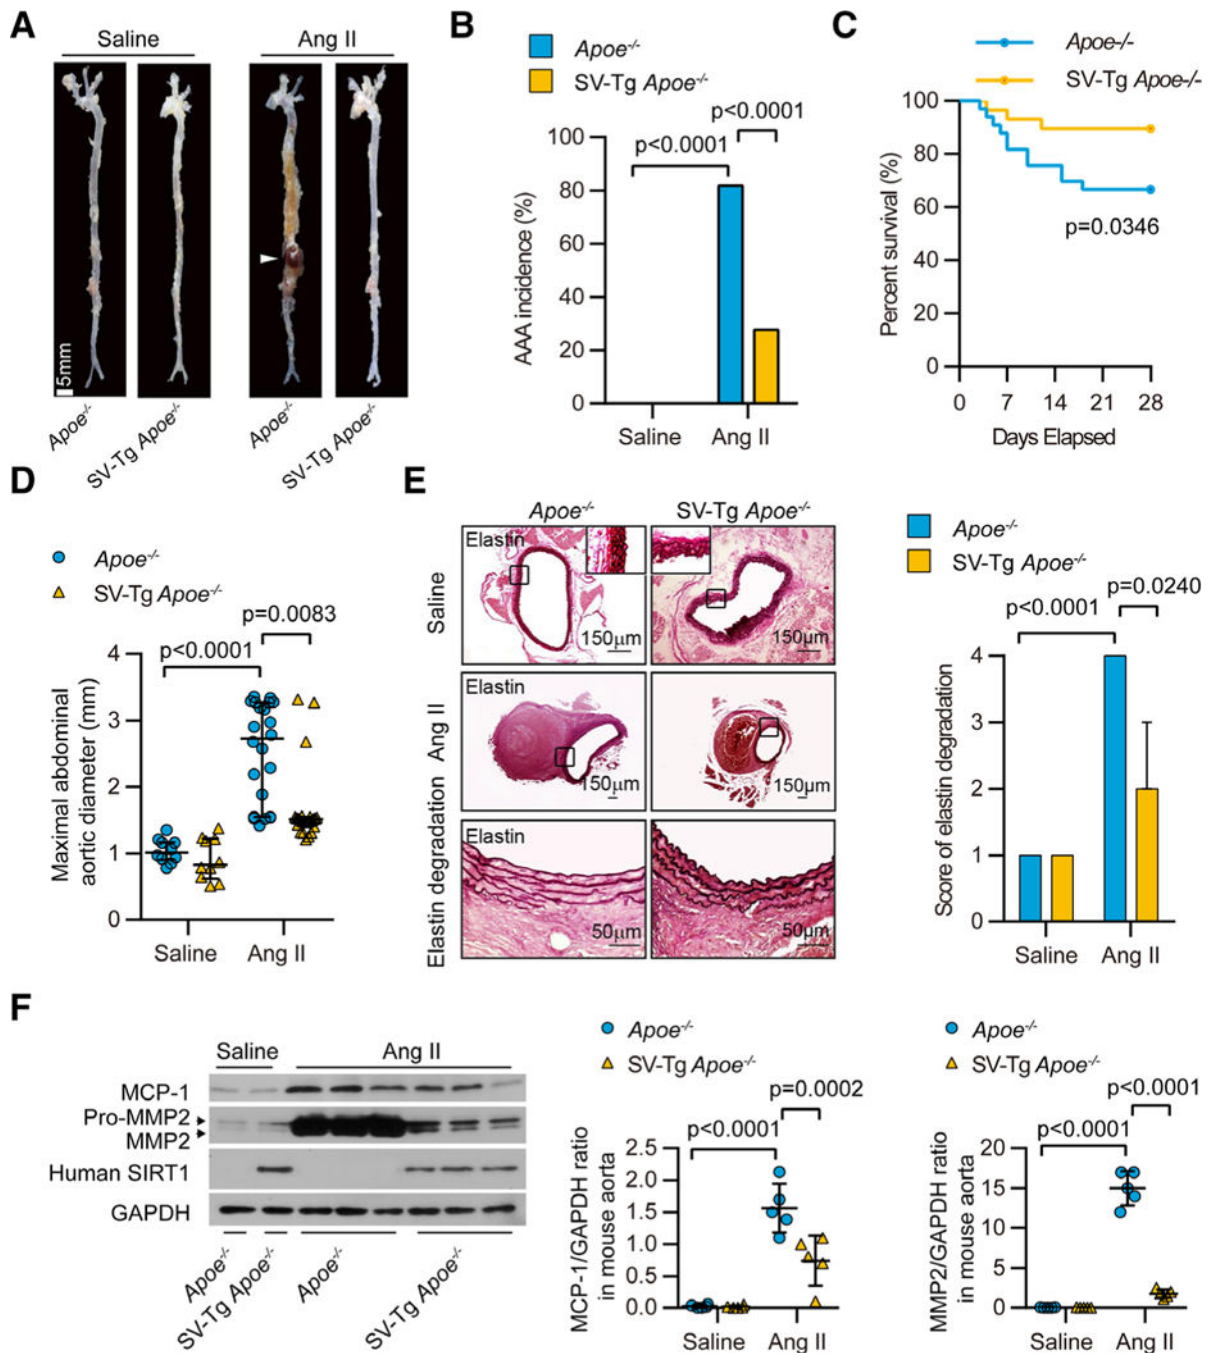 A
Saline
Ang II
5mm
Apoe-/-
SV-Tg Apoe-/-
Apoe-/-
SV-Tg Apoe-/-
B
Apoe-/-
SV-Tg Apoe-/-
p<0.0001
p<0.0001
AAA incidence (%)
100
80
60
40
20
0
Saline
Ang II
C
Apoe-/-
SV-Tg Apoe-/-
Percent survival (%)
100
80
60
40
20
0
p=0.0346
0
7
14
21
28
Days Elapsed
D
Apoe-/-
SV-Tg Apoe-/-
p=0.0083
p<0.0001
Maximal abdominal
aortic diameter (mm)
4
3
2
1
0
Saline
Ang II
E
Apoe-/-
SV-Tg Apoe-/-
Saline
Elastin
150µm
150µm
Ang II
Elastin
150µm
150µm
Elastin degradation
Elastin
50µm
50µm
Apoe-/-
SV-Tg Apoe-/-
p=0.0240
p<0.0001
Score of elastin degradation
4
2
1
0
Saline
Ang II
F
Saline
Ang II
MCP-1
Pro-MMP2
MMP2
Human SIRT1
GAPDH
Apoe-/-
SV-Tg Apoe-/-
Apoe-/-
SV-Tg Apoe-/-
Apoe-/-
SV-Tg Apoe-/-
p=0.0002
p<0.0001
MCP-1/GAPDH ratio
in mouse aorta
2.5
2.0
1.5
1.0
0.5
0.0
Saline
Ang II
Apoe-/-
SV-Tg Apoe-/-
p<0.0001
p<0.0001
MMP2/GAPDH ratio
in mouse aorta
20
15
10
5
0
Saline
Ang II